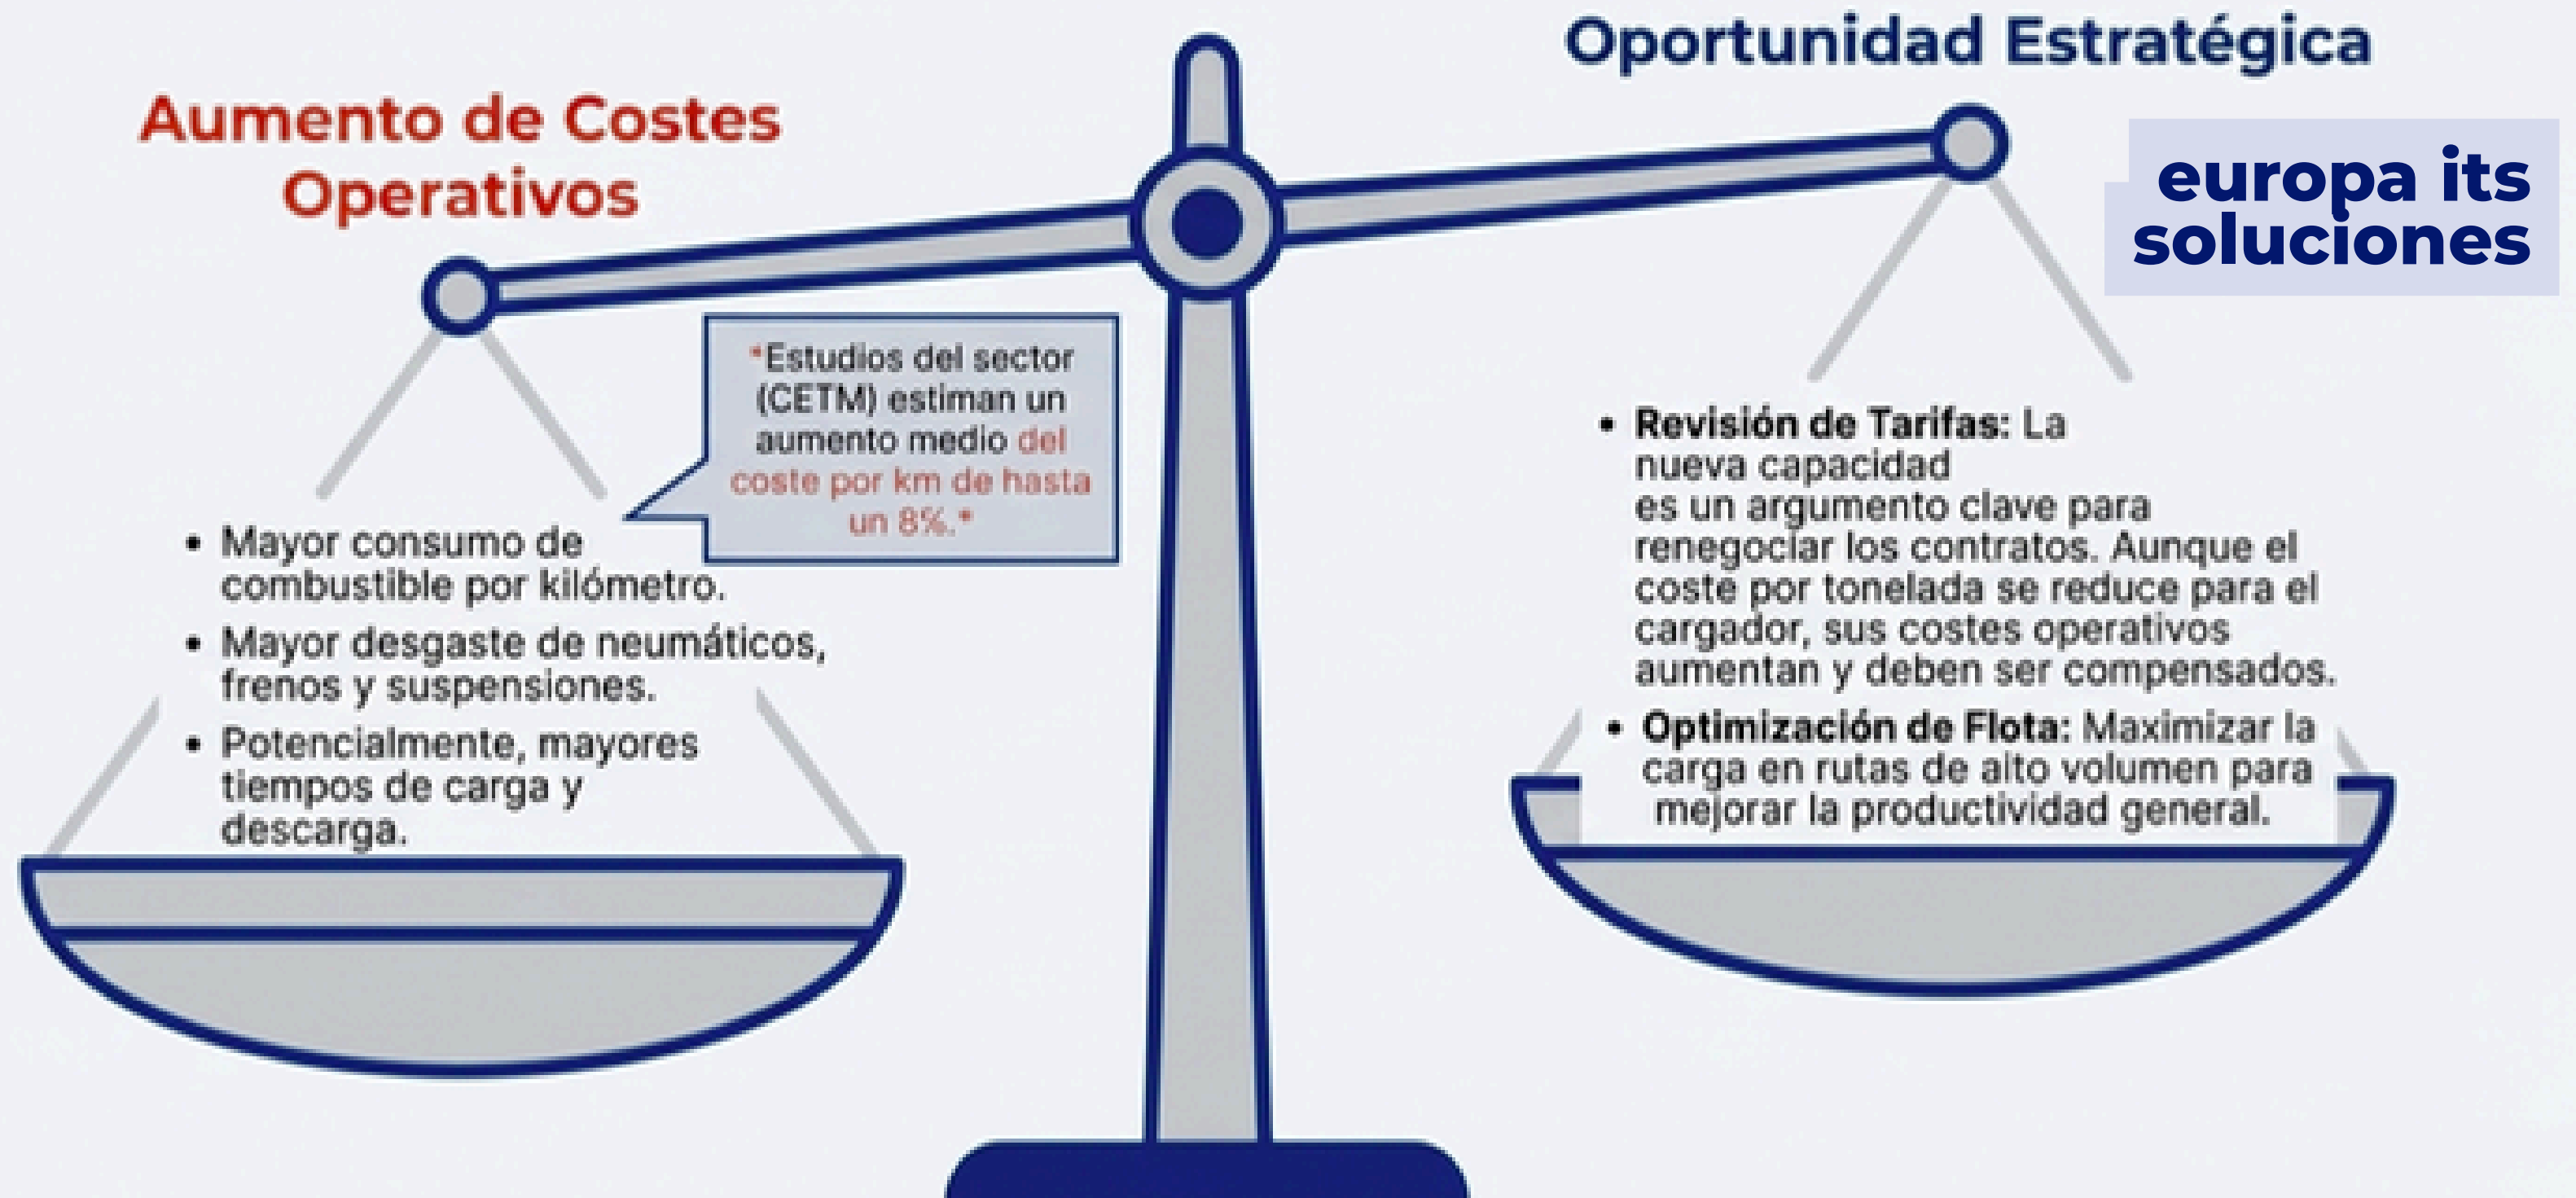 Oportunidad Estratégica
Aumento de Costes
Operativos
europa its
soluciones
*Estudios del sector
(CETM) estiman un
aumento medio del
coste por km de hasta
un 8%.*
• Mayor consumo de
combustible por kilómetro.
• Mayor desgaste de neumáticos,
frenos y suspensiones.
• Potencialmente, mayores
tiempos de carga y
descarga.
• Revisión de Tarifas: La
nueva capacidad
es un argumento clave para
renegociar los contratos. Aunque el
coste por tonelada se reduce para el
cargador, sus costes operativos
aumentan y deben ser compensados.
• Optimización de Flota: Maximizar la
carga en rutas de alto volumen para
mejorar la productividad general.